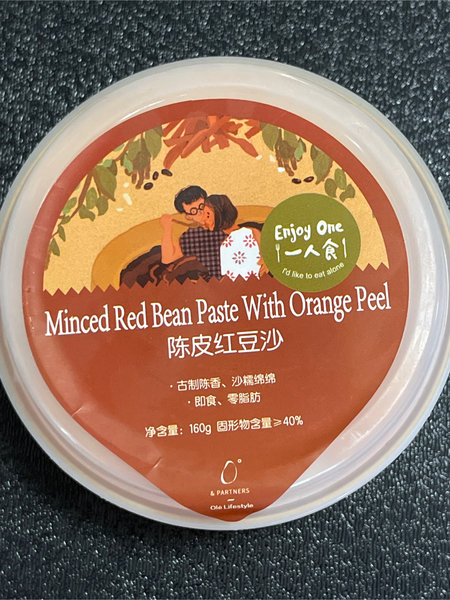 Enjoy One
一人食
I'd like to eat alone
Minced Red Bean Paste With Orange Peel
陈皮红豆沙
·古制陈香、沙糯绵绵
·即食、零脂肪
净含量：160g 固形物含量≥40%
& PARTNERS
Olé Lifestyle